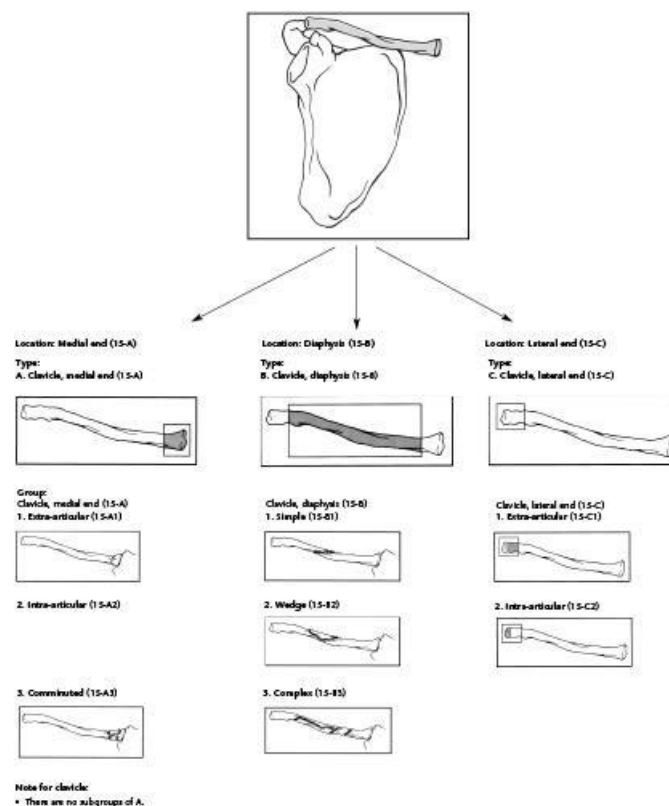 Location: Medial end (15-A)
Type:
A. Clavicle, medial end (15-A)
Group:
Clavicle, medial end (15-A)
1. Extra-articular (15-A1)
2. Intra-articular (15-A2)
3. Comminuted (15-A3)
Note for clavicle:
• There are no subgroups of A.
Location: Diaphysis (15-B)
Type:
B. Clavicle, diaphysis (15-B)
Clavicle, diaphysis (15-B)
1. Simple (15-B1)
2. Wedge (15-B2)
3. Complex (15-B3)
Location: Lateral end (15-C)
Type:
C. Clavicle, lateral end (15-C)
Clavicle, lateral end (15-C)
1. Extra-articular (15-C1)
2. Intra-articular (15-C2)